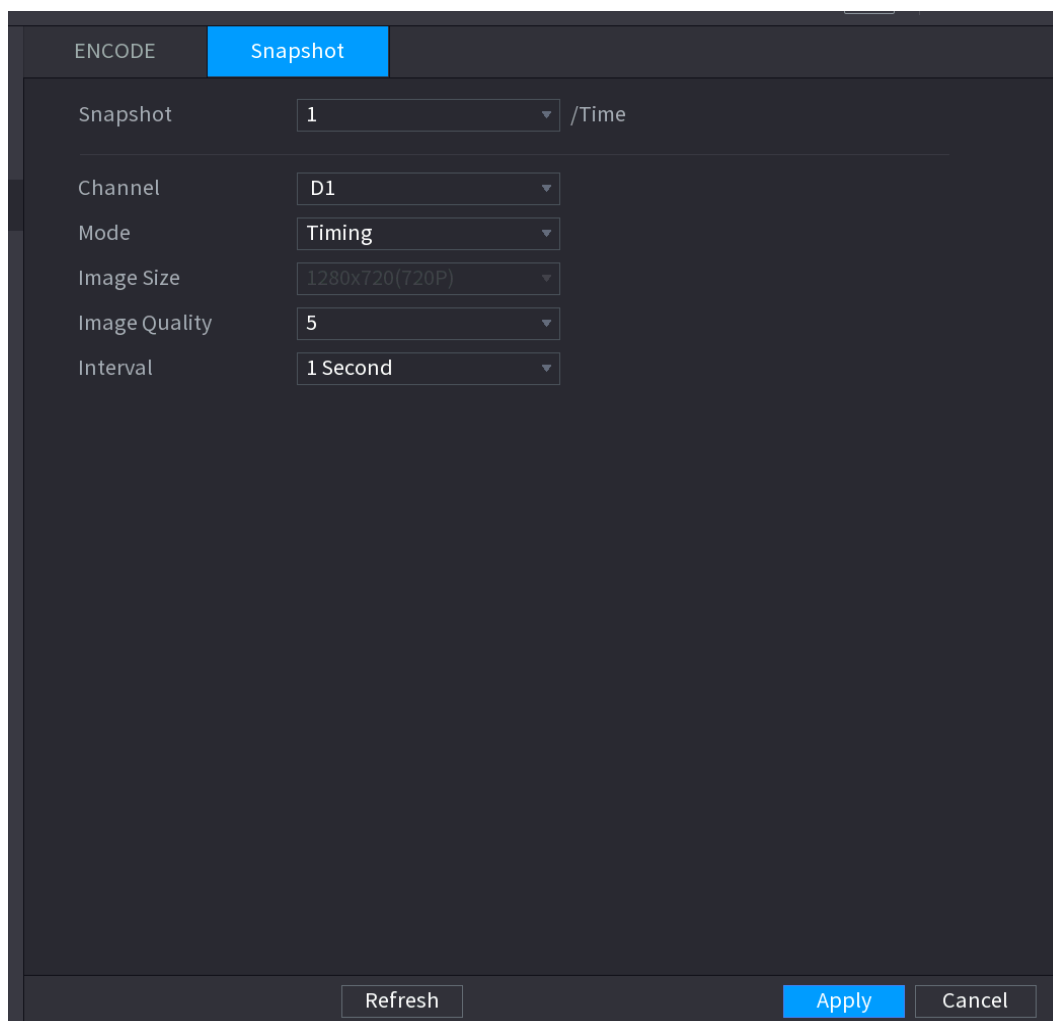 ENCODE Snapshot
Snapshot 1 /Time
Channel D1
Mode Timing
Image Size 1280x720(720P)
Image Quality 5
Interval 1 Second
Refresh Apply Cancel